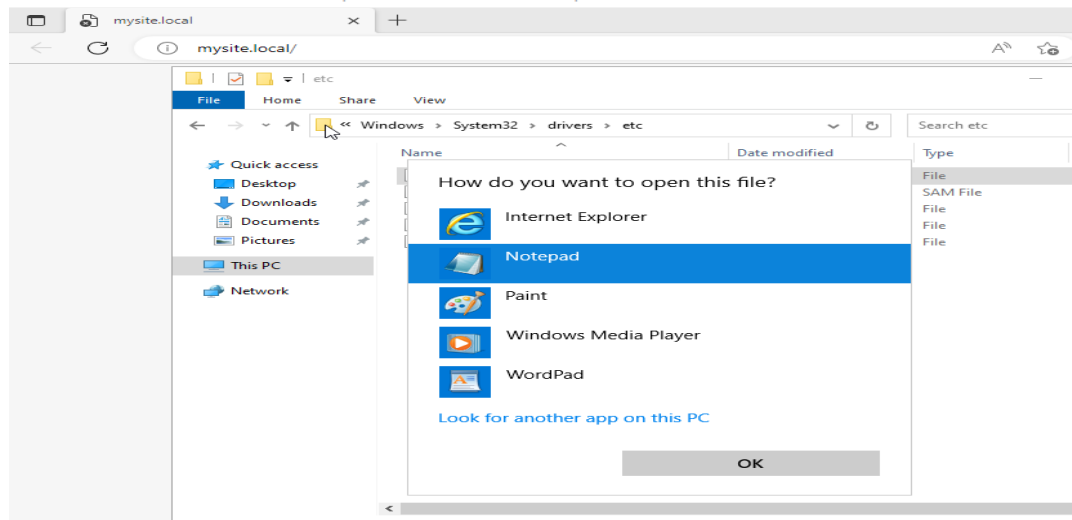 mysite.local
mysite.local/
etc
File Home Share View
« Windows > System32 > drivers > etc
Search etc
Name Date modified Type
Quick access
Desktop
Downloads
Documents
Pictures
This PC
Network
File
SAM File
File
File
File
How do you want to open this file?
Internet Explorer
Notepad
Paint
Windows Media Player
WordPad
Look for another app on this PC
OK